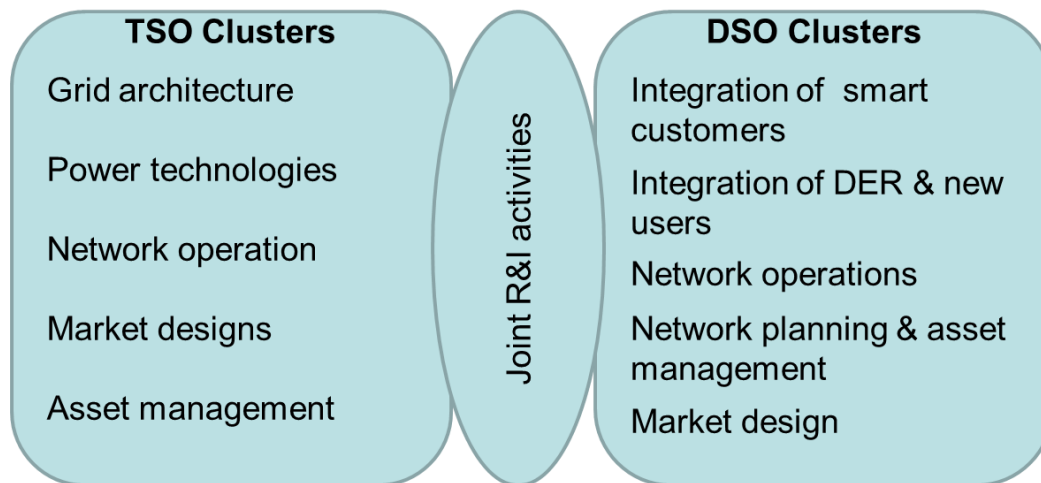 TSO Clusters
Grid architecture
Power technologies
Network operation
Market designs
Asset management
Joint R&I activities
DSO Clusters
Integration of smart
customers
Integration of DER & new
users
Network operations
Network planning & asset
management
Market design